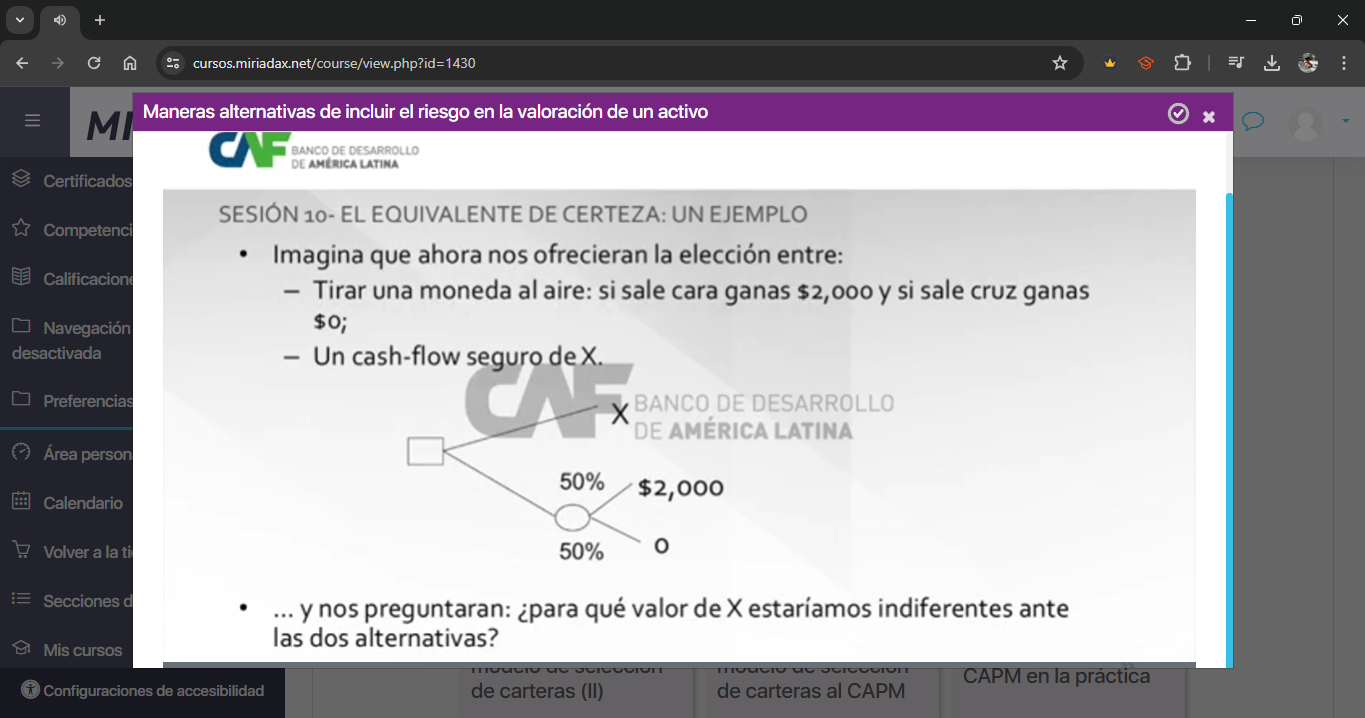 cursos.miriadax.net/course/view.php?id=1430
Maneras alternativas de incluir el riesgo en la valoración de un activo
MI
Certificados
Competenci
Calificacione
Navegación
desactivada
Preferencias
Área person
Calendario
Volver a la ti
Secciones d
Mis cursos
Configuraciones de accesibilidad
CAF BANCO DE DESARROLLO
DE AMÉRICA LATINA
SESIÓN 10- EL EQUIVALENTE DE CERTEZA: UN EJEMPLO
• Imagina que ahora nos ofrecieran la elección entre:
– Tirar una moneda al aire: si sale cara ganas $2,000 y si sale cruz ganas
$0;
– Un cash-flow seguro de X.
CAF BANCO DE DESARROLLO
DE AMÉRICA LATINA
X
50%
$2,000
50%
0
• ... y nos preguntaran: ¿para qué valor de X estaríamos indiferentes ante
las dos alternativas?
modelo de selección
de carteras (II)
modelo de selección
de carteras al CAPM
CAPM en la práctica